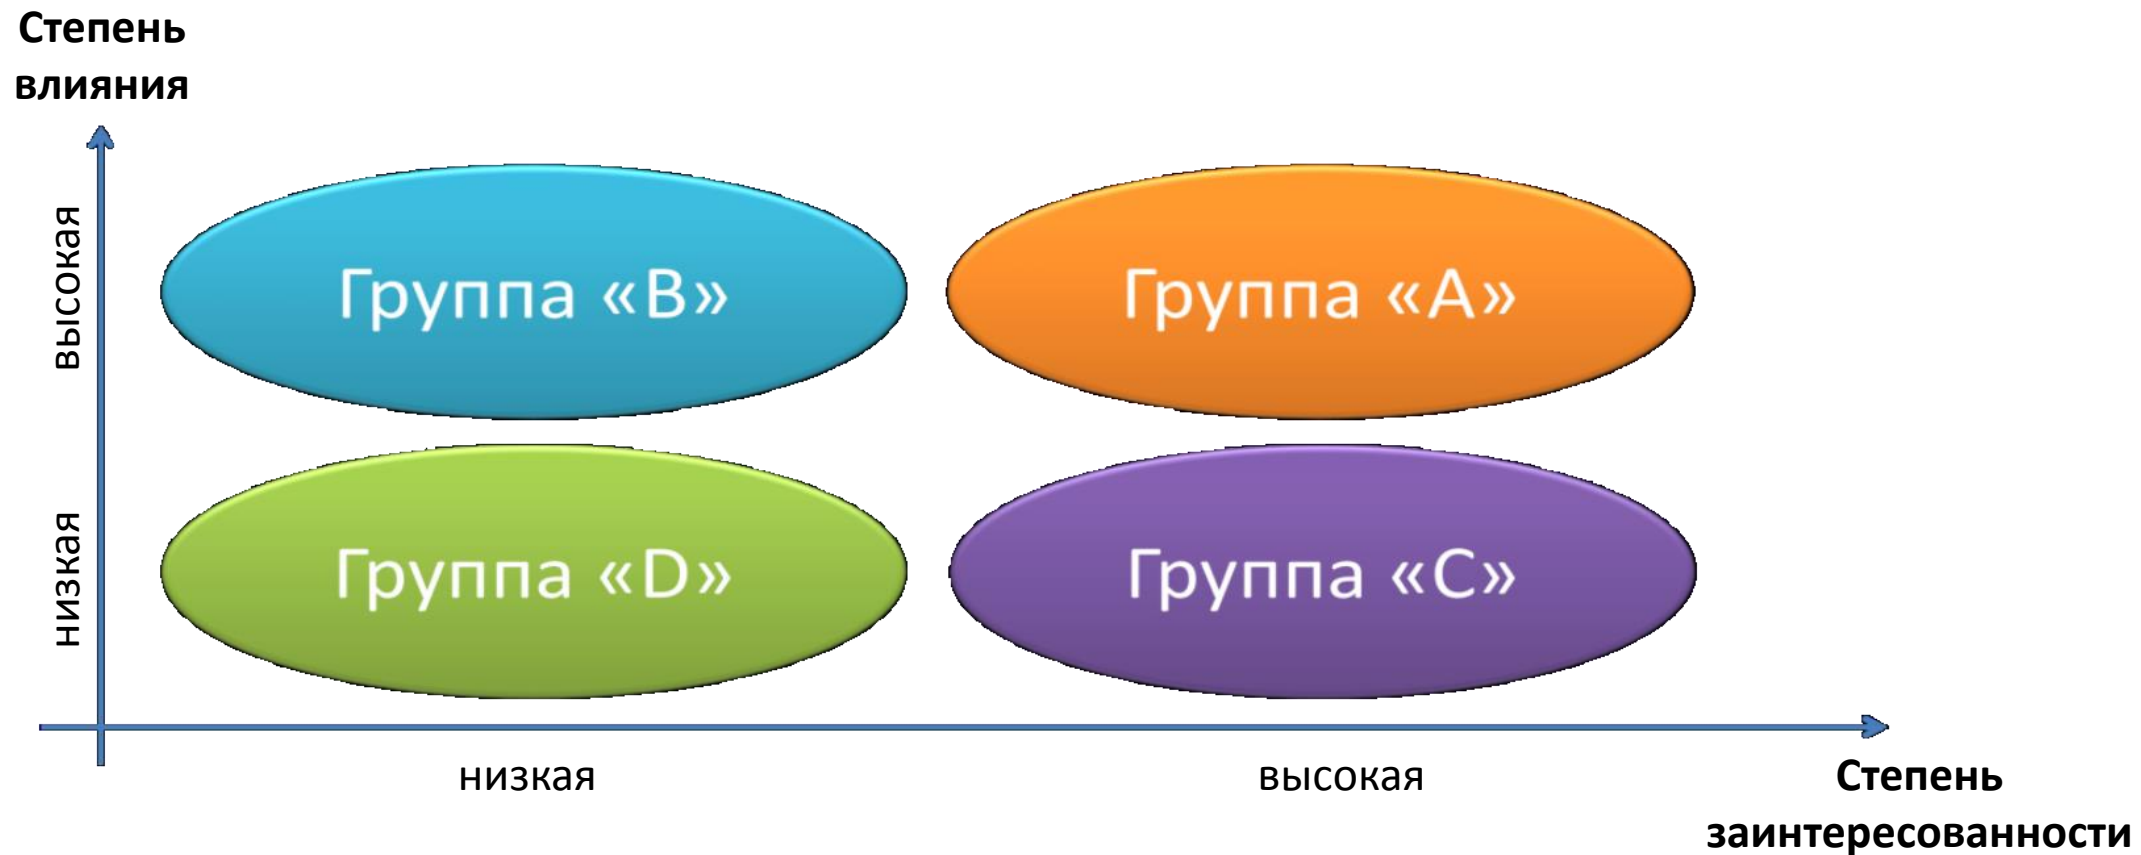 Степень
влияния
высокая
Группа «B» Группа «A»
низкая
Группа «D» Группа «C»
низкая высокая Степень
заинтересованности